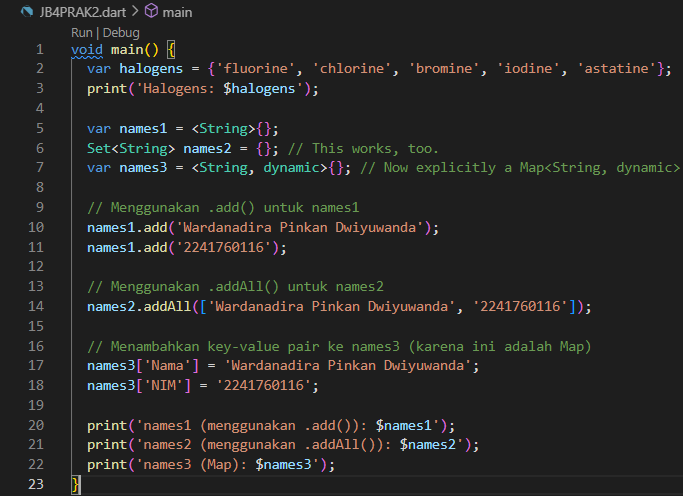 JB4PRAK2.dart > main
Run | Debug
1 void main() {
2 var halogens = {'fluorine', 'chlorine', 'bromine', 'iodine', 'astatine'};
3 print('Halogens: $halogens');
4
5 var names1 = <String>{};
6 Set<String> names2 = {}; // This works, too.
7 var names3 = <String, dynamic>{}; // Now explicitly a Map<String, dynamic>
8
9 // Menggunakan .add() untuk names1
10 names1.add('Wardanadira Pinkan Dwiyuwanda');
11 names1.add('2241760116');
12
13 // Menggunakan .addAll() untuk names2
14 names2.addAll(['Wardanadira Pinkan Dwiyuwanda', '2241760116']);
15
16 // Menambahkan key-value pair ke names3 (karena ini adalah Map)
17 names3['Nama'] = 'Wardanadira Pinkan Dwiyuwanda';
18 names3['NIM'] = '2241760116';
19
20 print('names1 (menggunakan .add()): $names1');
21 print('names2 (menggunakan .addAll()): $names2');
22 print('names3 (Map): $names3');
23 }